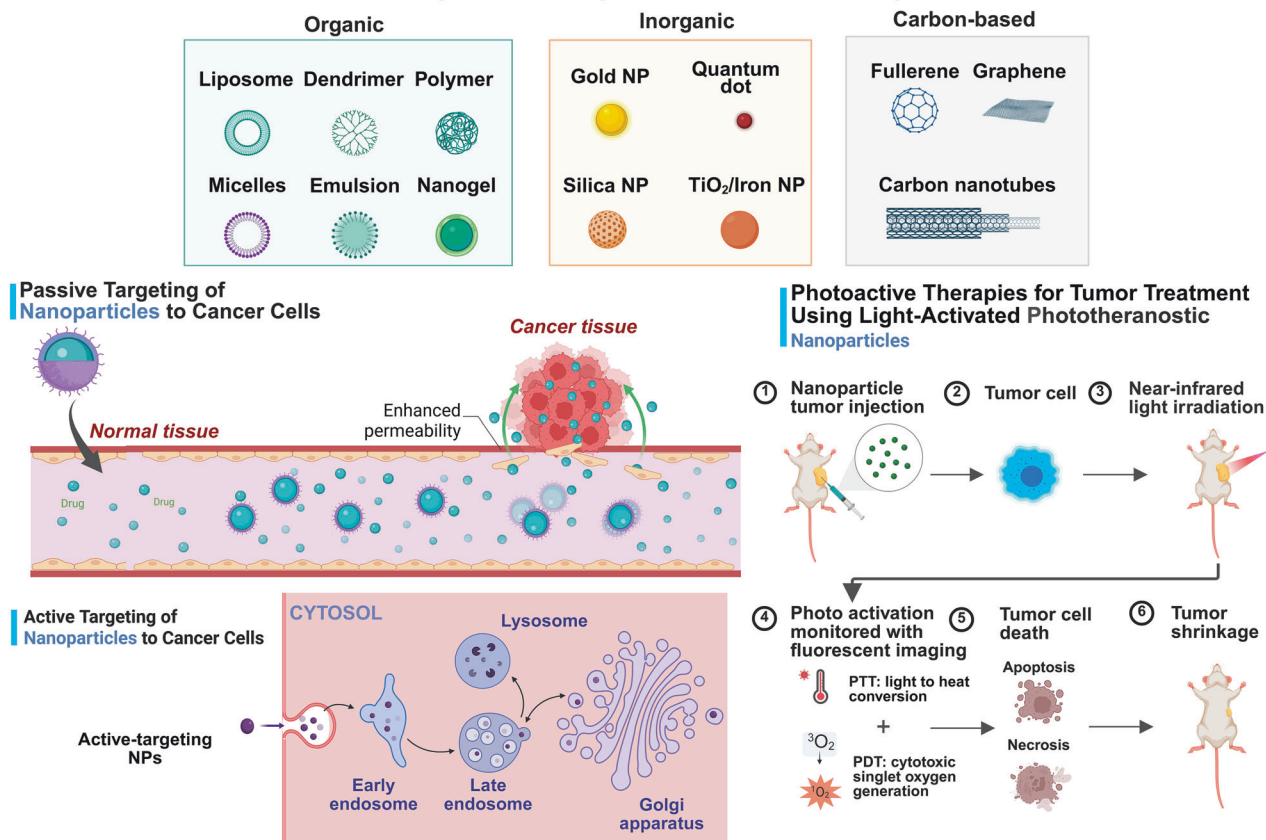 Organic
Inorganic
Carbon-based
Liposome Dendrimer Polymer
Micelles Emulsion Nanogel
Gold NP
Quantum
dot
Silica NP
TiO₂/Iron NP
Fullerene Graphene
Carbon nanotubes
Passive Targeting of
Nanoparticles to Cancer Cells
Cancer tissue
Enhanced
permeability
Normal tissue
Drug
Drug
Photoactive Therapies for Tumor Treatment
Using Light-Activated Phototheranostic
Nanoparticles
1 Nanoparticle
tumor injection
2 Tumor cell
3 Near-infrared
light irradiation
4 Photo activation
monitored with
fluorescent imaging
PTT: light to heat
conversion
+
³O₂
¹O₂
PDT: cytotoxic
singlet oxygen
generation
5 Tumor cell
death
Apoptosis
Necrosis
6 Tumor
shrinkage
Active Targeting of
Nanoparticles to Cancer Cells
Active-targeting
NPs
CYTOSOL
Lysosome
Early
endosome
Late
endosome
Golgi
apparatus